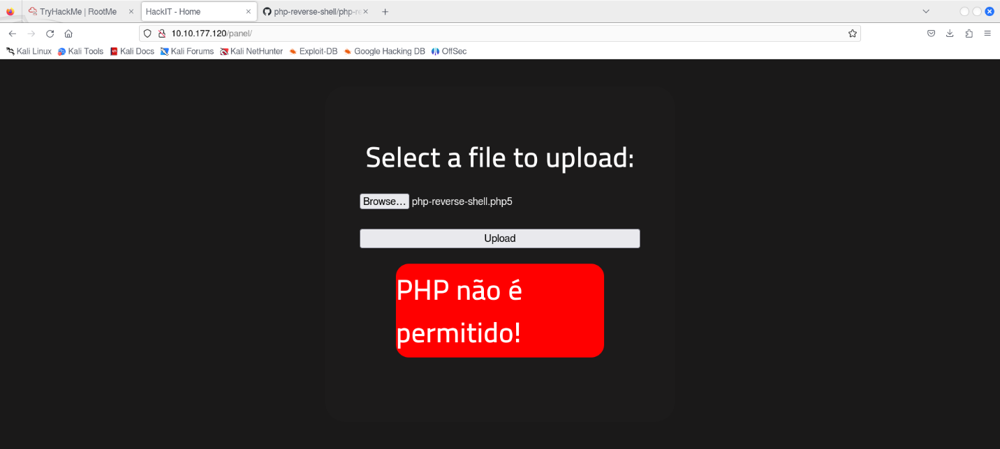 TryHackMe | RootMe
HackIT - Home
php-reverse-shell/php-re
10.10.177.120/panel/
Kali Linux
Kali Tools
Kali Docs
Kali Forums
Kali NetHunter
Exploit-DB
Google Hacking DB
OffSec
Select a file to upload:
Browse... php-reverse-shell.php5
Upload
PHP não é
permitido!